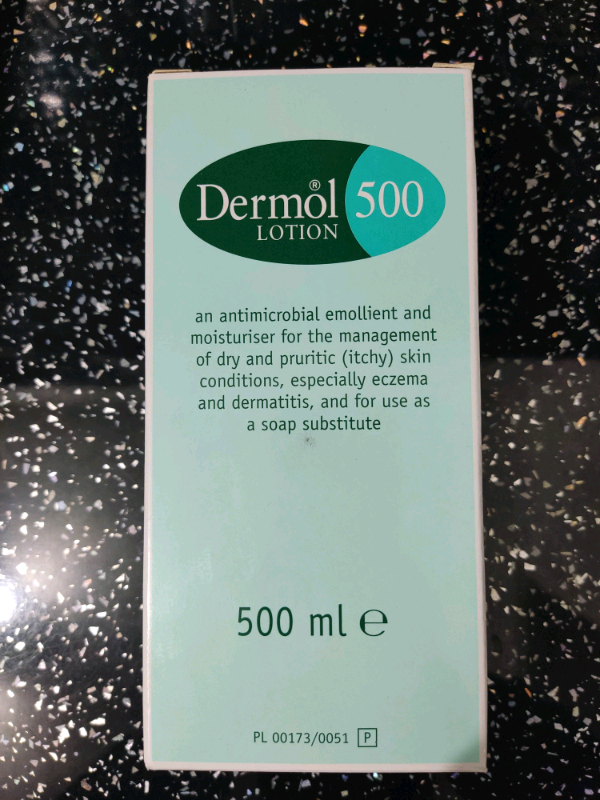 Dermol® 500
LOTION
an antimicrobial emollient and
moisturiser for the management
of dry and pruritic (itchy) skin
conditions, especially eczema
and dermatitis, and for use as
a soap substitute
500 ml ℮
PL 00173/0051 P